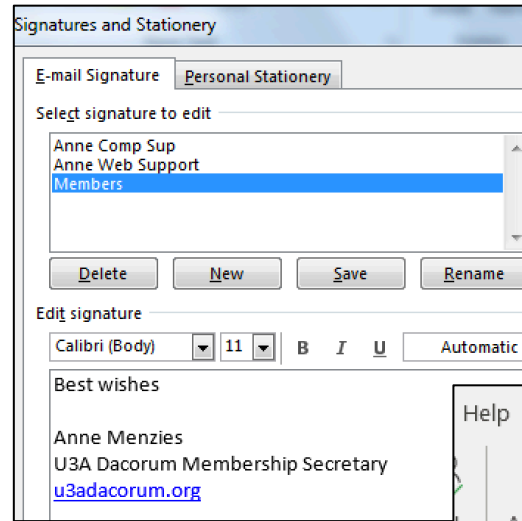 Signatures and Stationery
E-mail Signature Personal Stationery
Select signature to edit
Anne Comp Sup
Anne Web Support
Members
Delete New Save Rename
Edit signature
Calibri (Body) 11 B I U Automatic
Best wishes
Anne Menzies
U3A Dacorum Membership Secretary
u3adacorum.org
Help